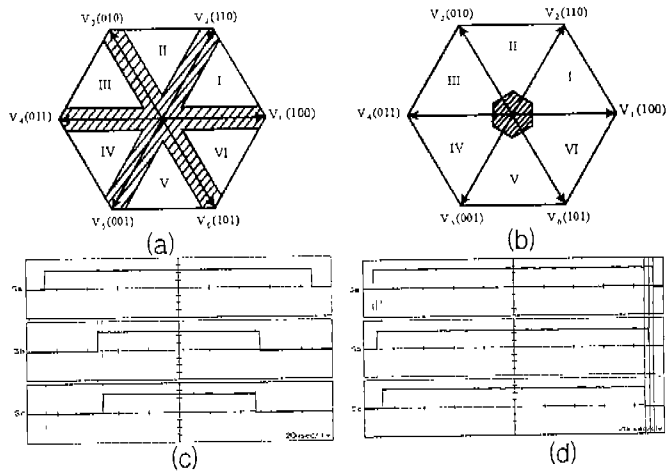 V3(010)
V2(110)
II
III
I
V4(011)
V1(100)
IV
VI
V
V5(001)
V6(101)
(a)
V3(010)
V2(110)
II
III
I
V4(011)
V1(100)
IV
VI
V
V5(001)
V6(101)
(b)
Sa
Sb
Sc
(c)
Sa
Sb
Sc
(d)